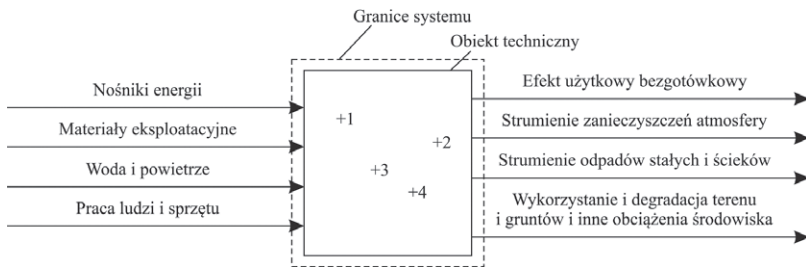 Granice systemu
Obiekt techniczny
Nośniki energii
Materiały eksploatacyjne
Woda i powietrze
Praca ludzi i sprzętu
+1
+2
+3
+4
Efekt użytkowy bezgotówkowy
Strumienie zanieczyszczeń atmosfery
Strumienie odpadów stałych i ścieków
Wykorzystanie i degradacja terenu
i gruntów i inne obciążenia środowiska